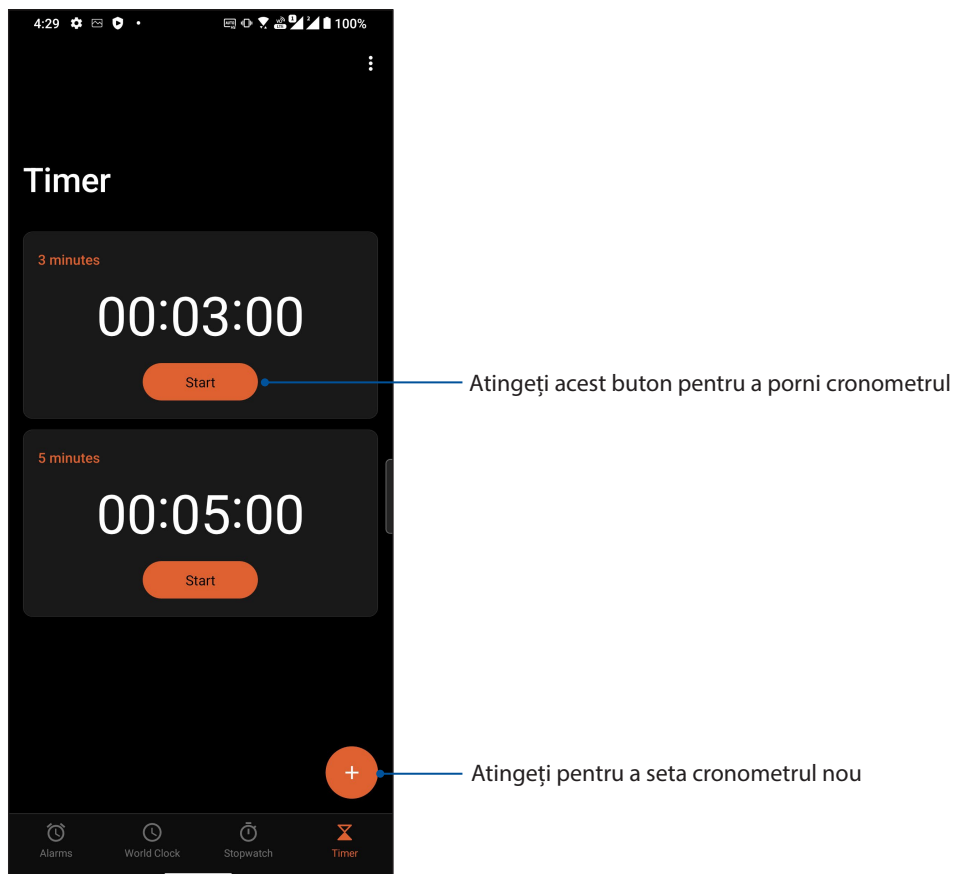 4:29 100%
Timer
3 minutes
00:03:00
Start
Atingeți acest buton pentru a porni cronometrul
5 minutes
00:05:00
Start
+
Atingeți pentru a seta cronometrul nou
Alarms World Clock Stopwatch Timer